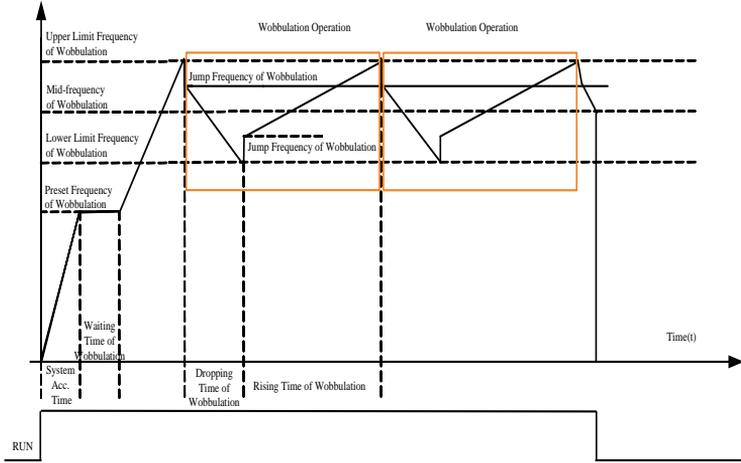 Wobbulation Operation
Wobbulation Operation
Upper Limit Frequency
of Wobbulation
Jump Frequency of Wobbulation
Mid-frequency
of Wobbulation
Lower Limit Frequency
of Wobbulation
Jump Frequency of Wobbulation
Preset Frequency
of Wobbulation
Waiting
Time of
Wobbulation
Time(t)
System
Acc.
Time
Dropping
Time of
Wobbulation
Rising Time of Wobbulation
RUN